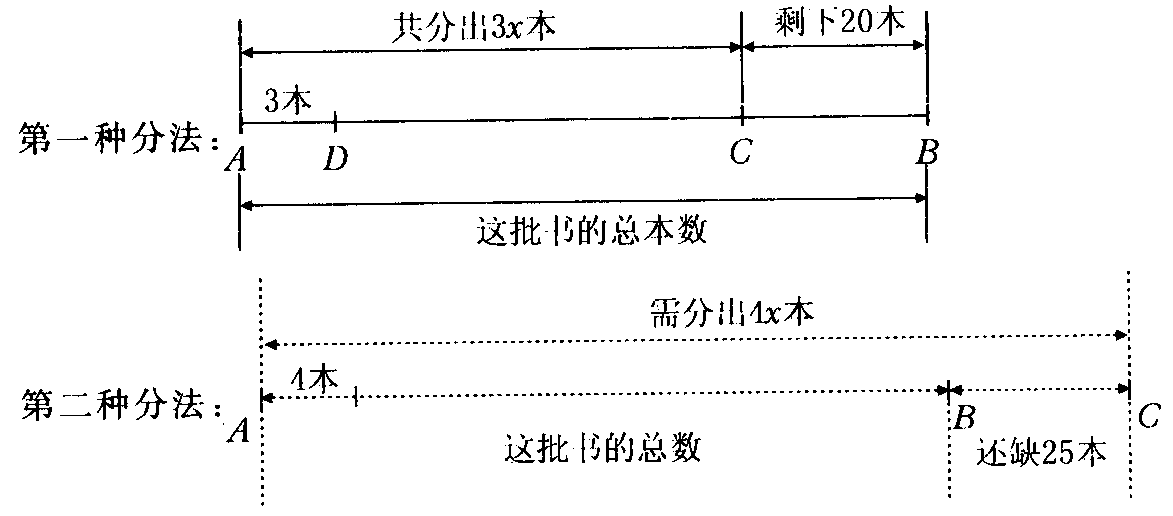 共分出3x本 剩下20本
3本
第一种分法：
A D C B
这批书的总本数
需分出4x本
4本
第二种分法：
A B C
这批书的总数 还缺25本